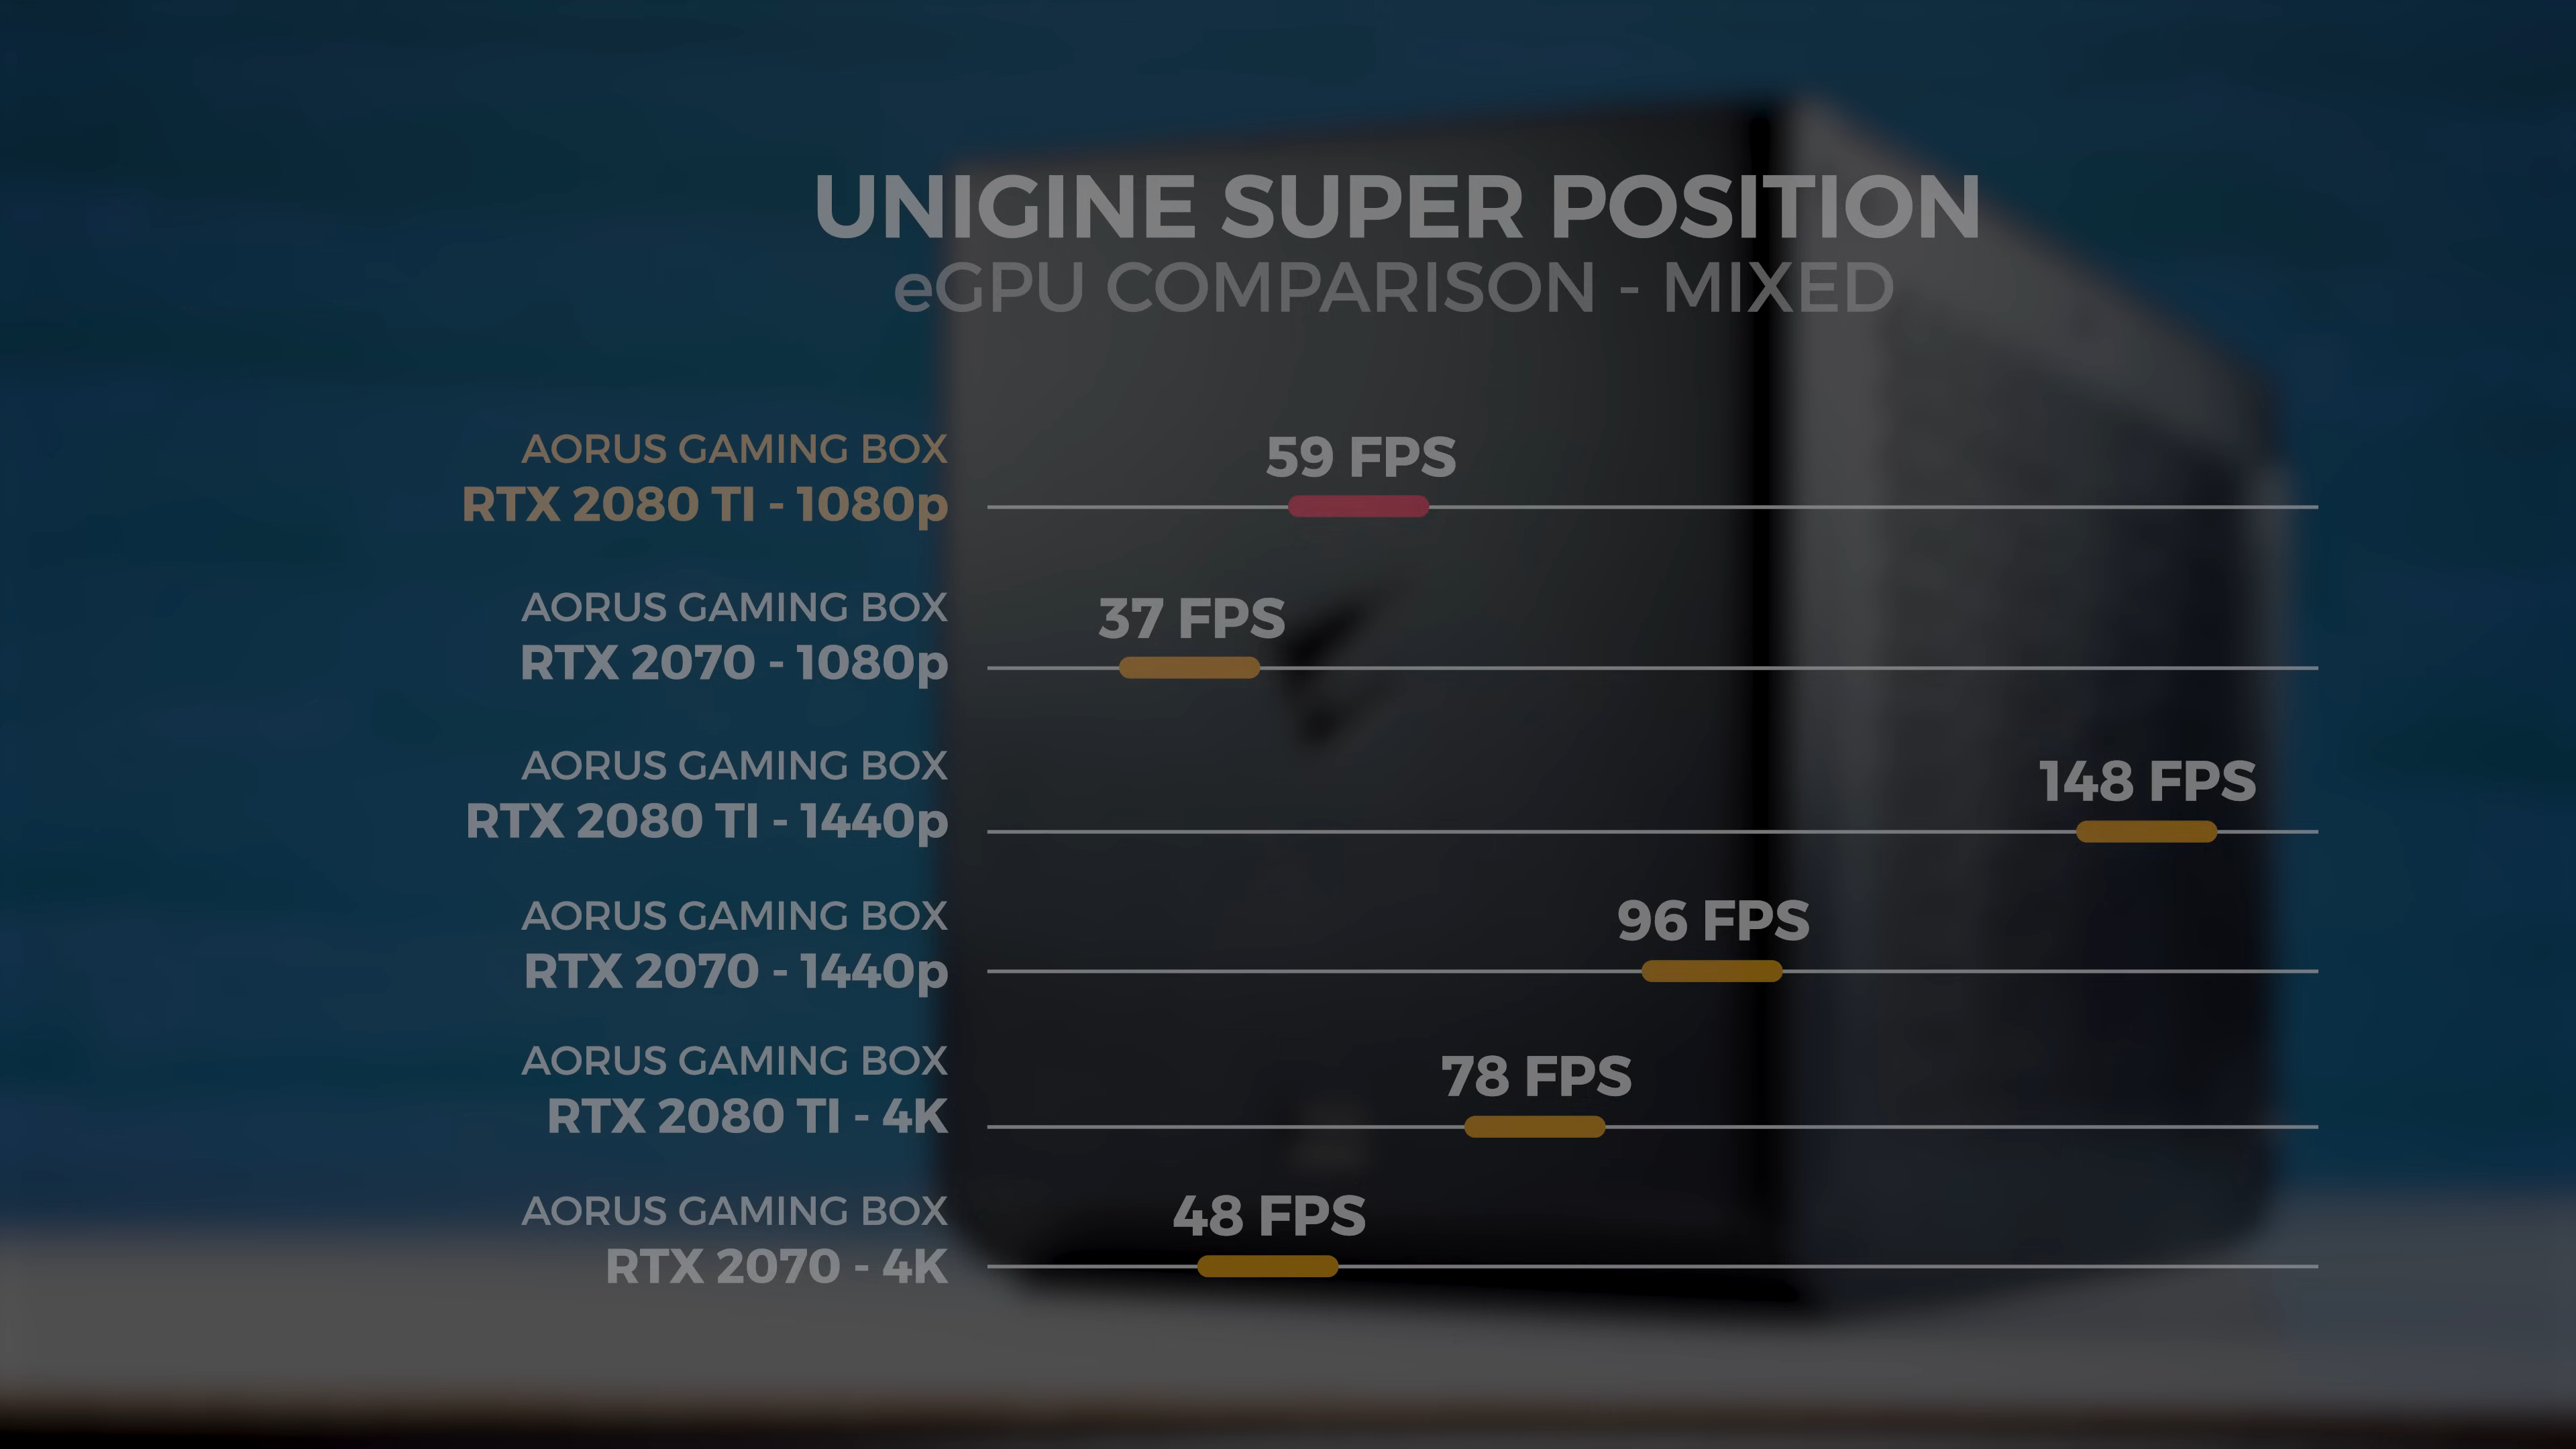 UNIGINE SUPER POSITION
eGPU COMPARISON - MIXED
AORUS GAMING BOX
RTX 2080 TI - 1080p
59 FPS
AORUS GAMING BOX
RTX 2070 - 1080p
37 FPS
AORUS GAMING BOX
RTX 2080 TI - 1440p
148 FPS
AORUS GAMING BOX
RTX 2070 - 1440p
96 FPS
AORUS GAMING BOX
RTX 2080 TI - 4K
78 FPS
AORUS GAMING BOX
RTX 2070 - 4K
48 FPS